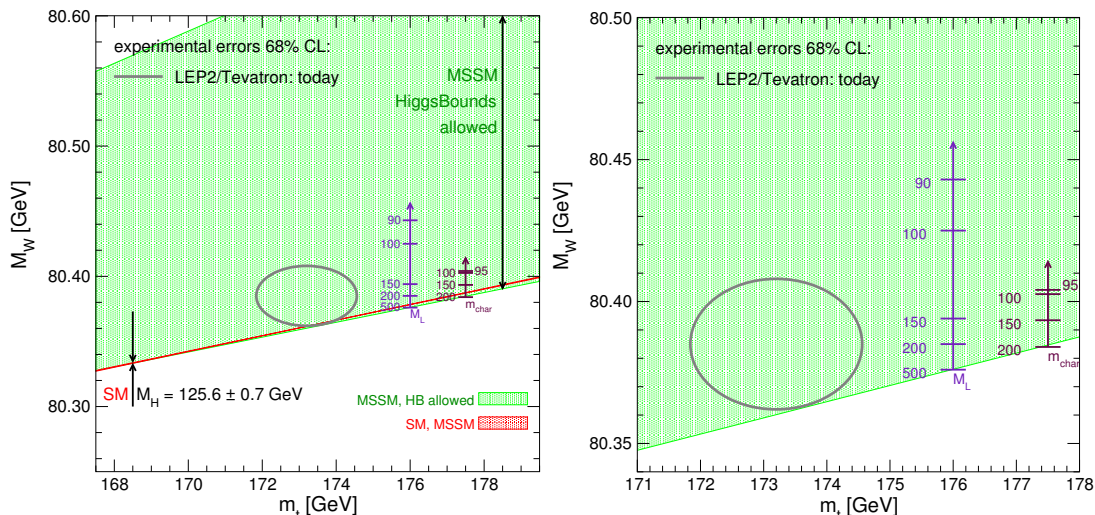 80.60
80.50
80.40
80.30
M_W [GeV]
experimental errors 68% CL:
LEP2/Tevatron: today
MSSM
HiggsBounds
allowed
90
100
150
200
500
M_L
100 95
150
200
m_char
SM M_H = 125.6 ± 0.7 GeV
MSSM, HB allowed
SM, MSSM
168 170 172 174 176 178
m_t [GeV]
80.50
80.45
80.40
80.35
M_W [GeV]
experimental errors 68% CL:
LEP2/Tevatron: today
90
100
150
200
500
M_L
95
100
150
200
m_char
171 172 173 174 175 176 177 178
m_t [GeV]